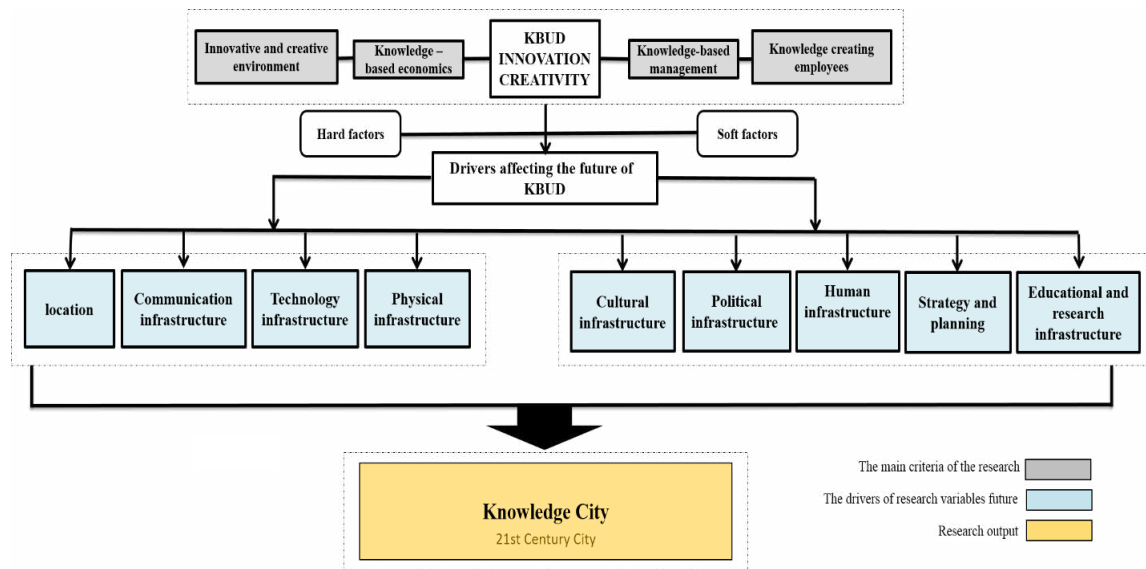 Innovative and creative
environment
Knowledge –
based economics
KBUD
INNOVATION
CREATIVITY
Knowledge-based
management
Knowledge creating
employees
Hard factors
Soft factors
Drivers affecting the future of
KBUD
location
Communication
infrastructure
Technology
infrastructure
Physical
infrastructure
Cultural
infrastructure
Political
infrastructure
Human
infrastructure
Strategy and
planning
Educational and
research
infrastructure
Knowledge City
21st Century City
The main criteria of the research
The drivers of research variables future
Research output